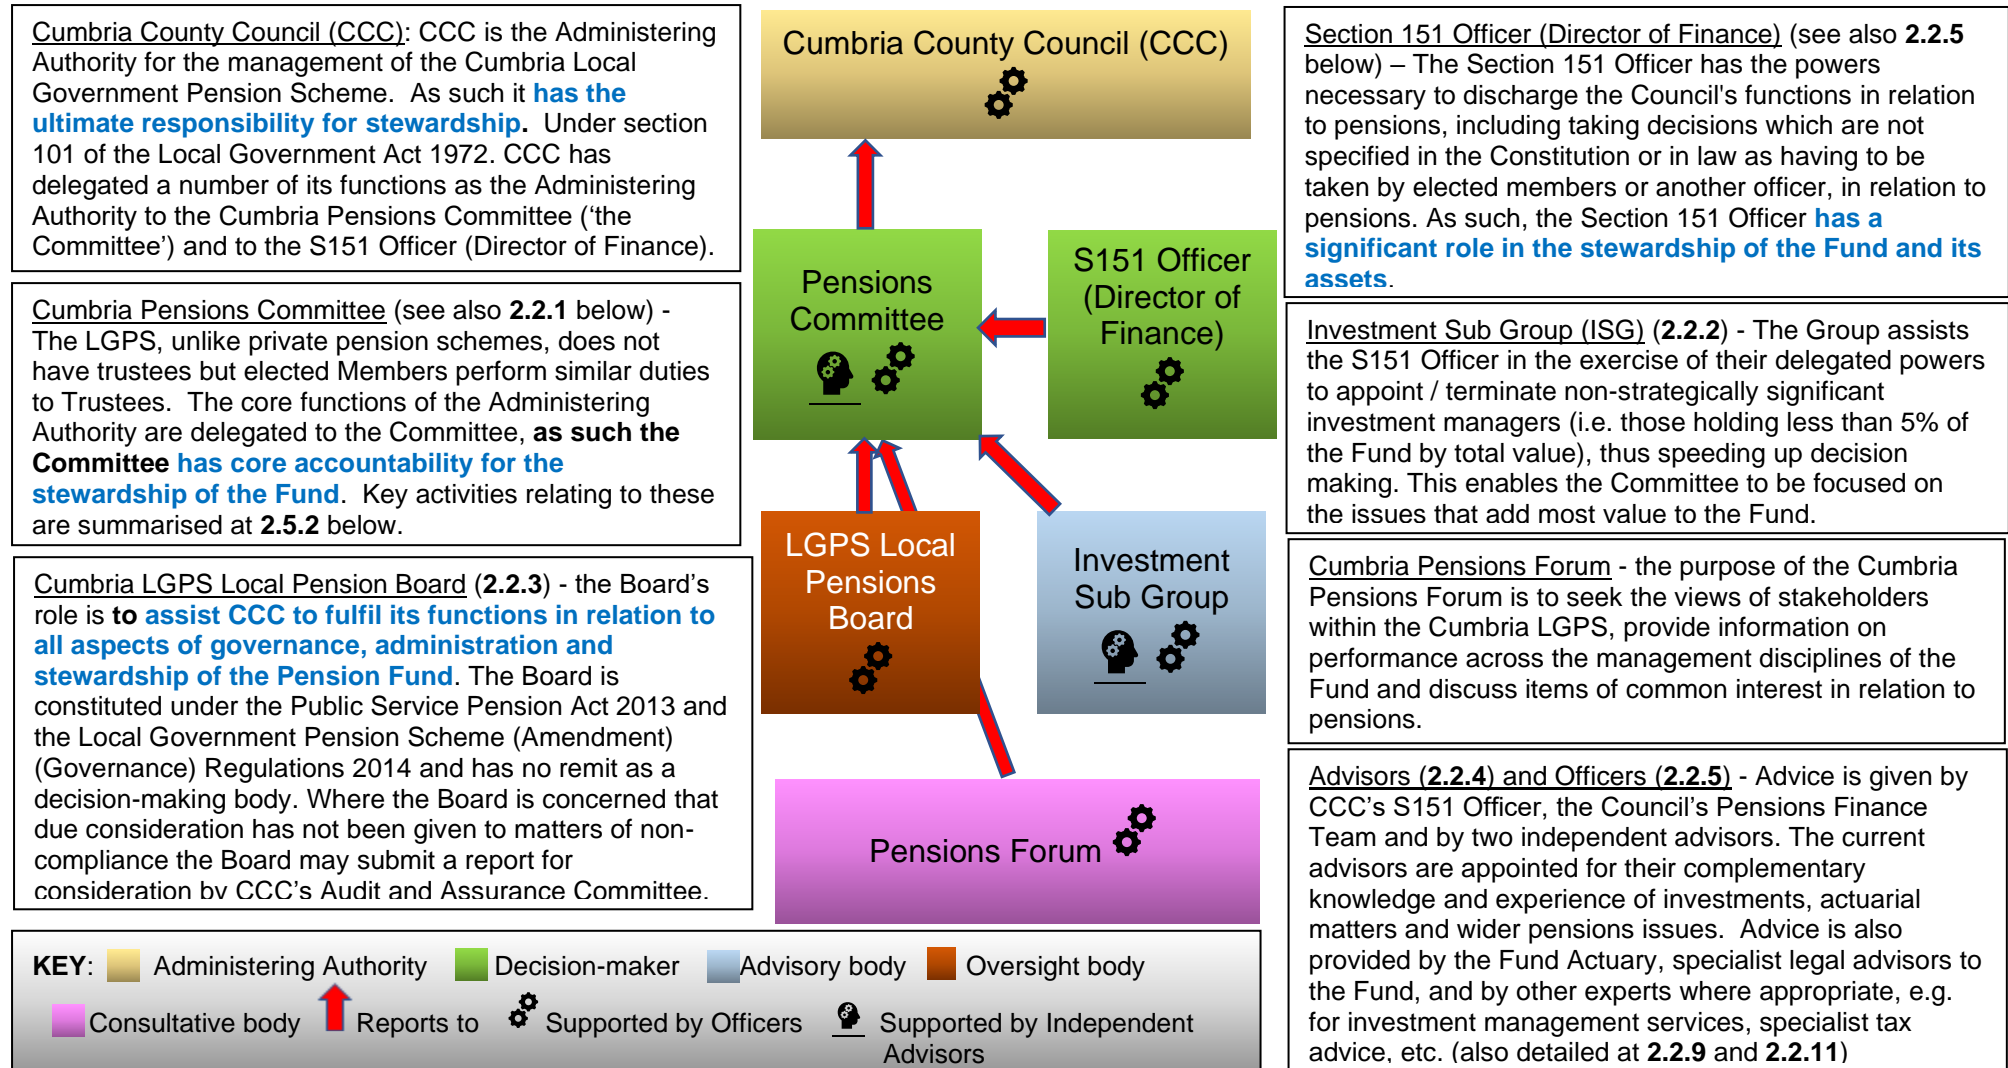 Cumbria County Council (CCC): CCC is the Administering
Authority for the management of the Cumbria Local
Government Pension Scheme. As such it has the
ultimate responsibility for stewardship. Under section
101 of the Local Government Act 1972. CCC has
delegated a number of its functions as the Administering
Authority to the Cumbria Pensions Committee (‘the
Committee’) and to the S151 Officer (Director of Finance).
Cumbria Pensions Committee (see also 2.2.1 below) -
The LGPS, unlike private pension schemes, does not
have trustees but elected Members perform similar duties
to Trustees. The core functions of the Administering
Authority are delegated to the Committee, as such the
Committee has core accountability for the
stewardship of the Fund. Key activities relating to these
are summarised at 2.5.2 below.
Cumbria LGPS Local Pension Board (2.2.3) - the Board’s
role is to assist CCC to fulfil its functions in relation to
all aspects of governance, administration and
stewardship of the Pension Fund. The Board is
constituted under the Public Service Pension Act 2013 and
the Local Government Pension Scheme (Amendment)
(Governance) Regulations 2014 and has no remit as a
decision-making body. Where the Board is concerned that
due consideration has not been given to matters of non-
compliance the Board may submit a report for
consideration by CCC’s Audit and Assurance Committee.
Cumbria County Council (CCC)
Pensions
Committee
S151 Officer
(Director of
Finance)
LGPS Local
Pensions
Board
Investment
Sub Group
Pensions Forum
Section 151 Officer (Director of Finance) (see also 2.2.5
below) – The Section 151 Officer has the powers
necessary to discharge the Council's functions in relation
to pensions, including taking decisions which are not
specified in the Constitution or in law as having to be
taken by elected members or another officer, in relation to
pensions. As such, the Section 151 Officer has a
significant role in the stewardship of the Fund and its
assets.
Investment Sub Group (ISG) (2.2.2) - The Group assists
the S151 Officer in the exercise of their delegated powers
to appoint / terminate non-strategically significant
investment managers (i.e. those holding less than 5% of
the Fund by total value), thus speeding up decision
making. This enables the Committee to be focused on
the issues that add most value to the Fund.
Cumbria Pensions Forum - the purpose of the Cumbria
Pensions Forum is to seek the views of stakeholders
within the Cumbria LGPS, provide information on
performance across the management disciplines of the
Fund and discuss items of common interest in relation to
pensions.
Advisors (2.2.4) and Officers (2.2.5) - Advice is given by
CCC’s S151 Officer, the Council’s Pensions Finance
Team and by two independent advisors. The current
advisors are appointed for their complementary
knowledge and experience of investments, actuarial
matters and wider pensions issues. Advice is also
provided by the Fund Actuary, specialist legal advisors to
the Fund, and by other experts where appropriate, e.g.
for investment management services, specialist tax
advice, etc. (also detailed at 2.2.9 and 2.2.11)
KEY: Administering Authority Decision-maker Advisory body Oversight body
Consultative body Reports to Supported by Officers Supported by Independent
Advisors